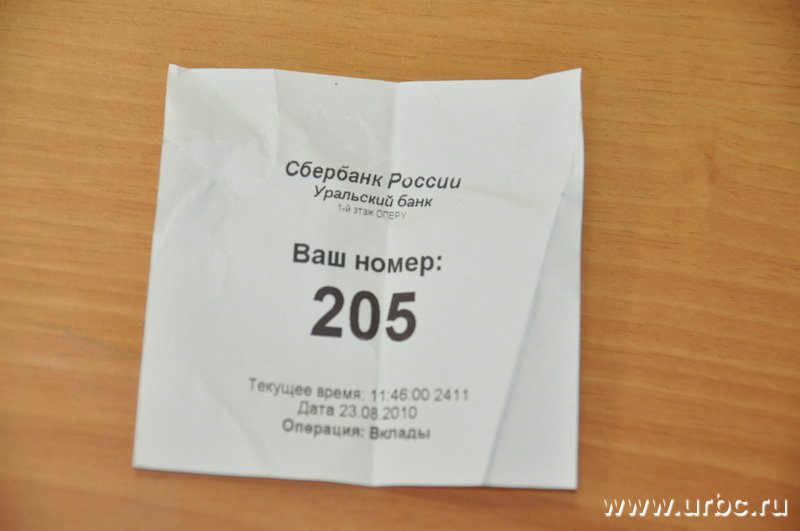 Сбербанк России
Уральский банк
1-й этаж ОПЕРУ
Ваш номер:
205
Текущее время: 11:46:00 2411
Дата 23.08.2010
Операция: Вклады
www.urbc.ru